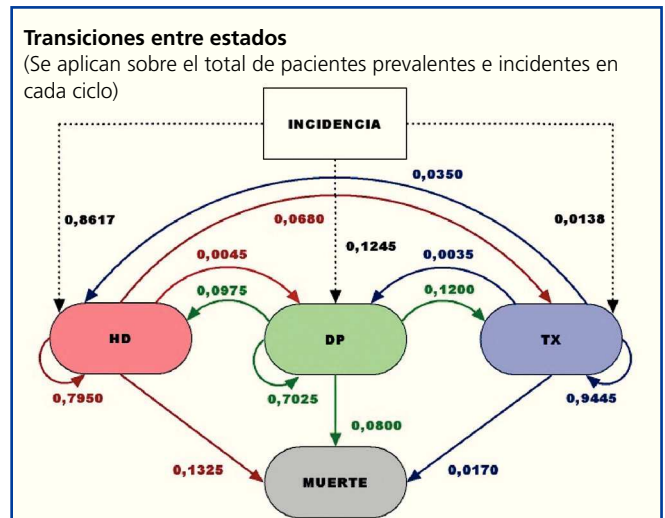 Transiciones entre estados
(Se aplican sobre el total de pacientes prevalentes e incidentes en
cada ciclo)
INCIDENCIA
0,0350
0,8617
0,0680
0,0138
0,1245
0,0045
0,0035
0,0975
0,1200
HD
DP
TX
0,7950
0,7025
0,9445
0,0800
0,1325
0,0170
MUERTE